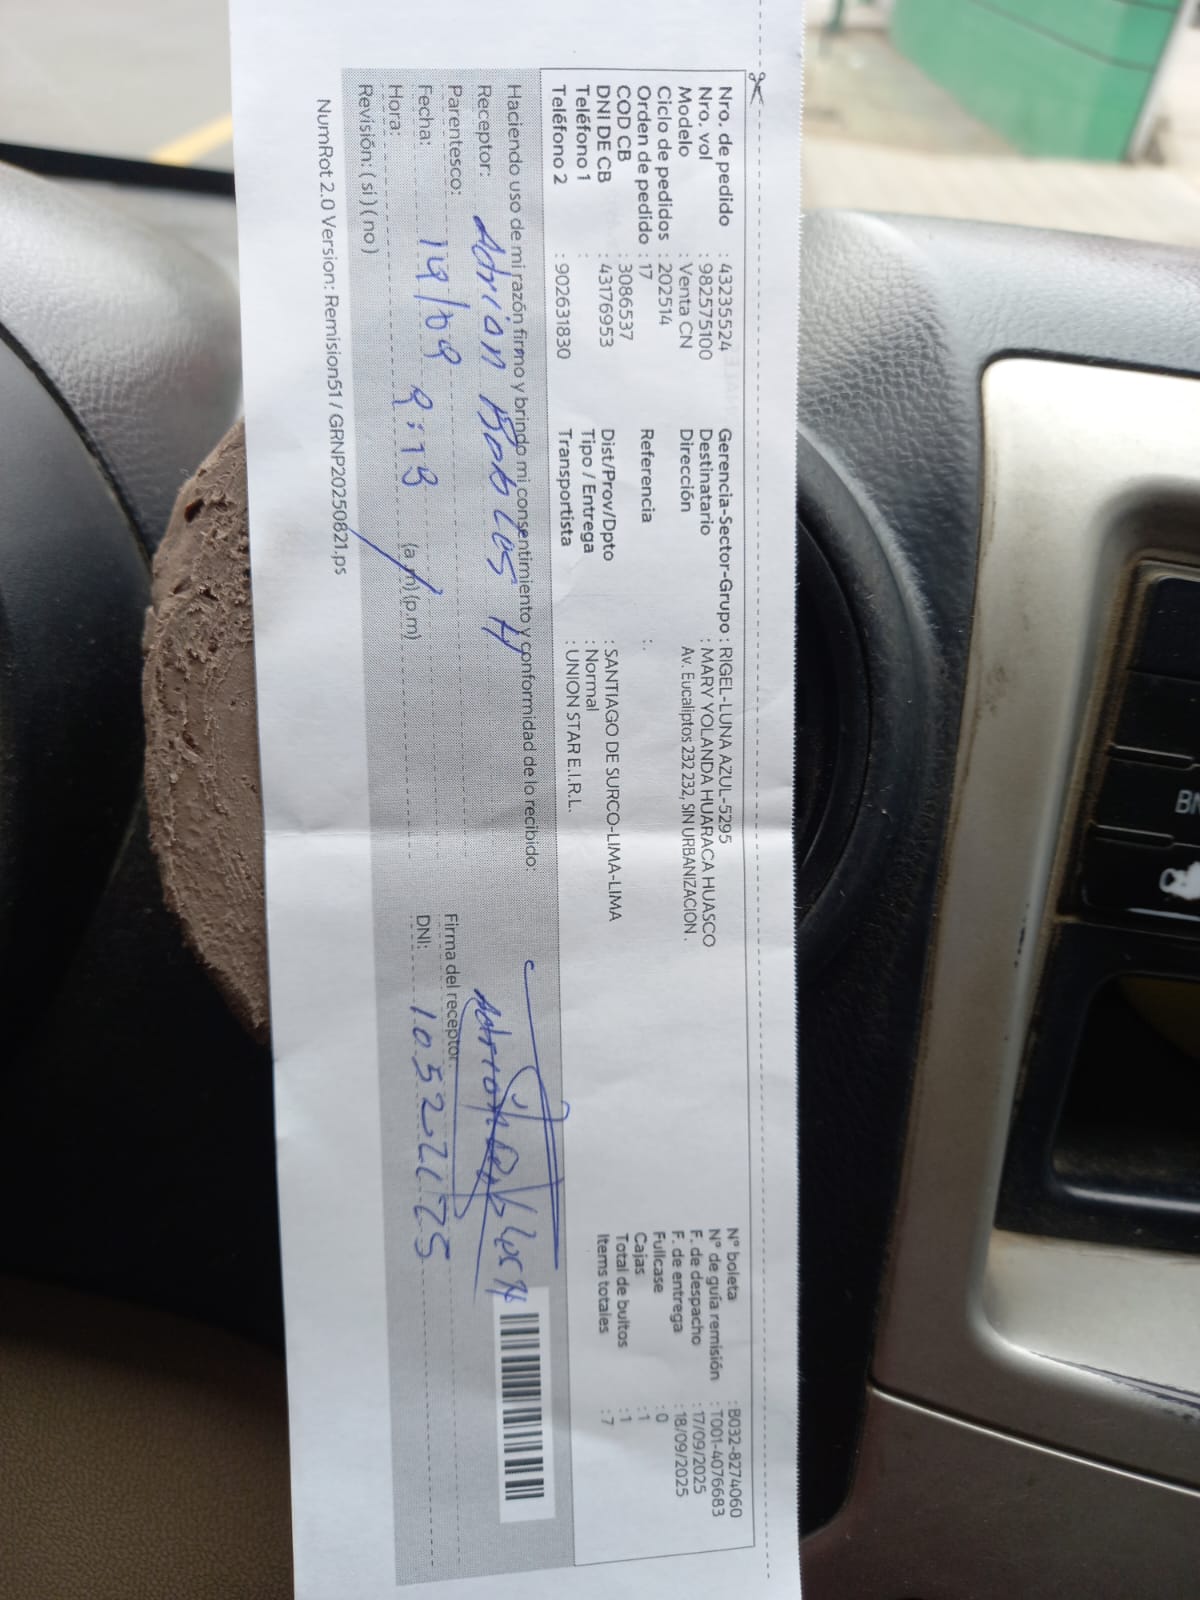 Nro. de pedido : 43235524
Nro. vol : 982575100
Modelo : Venta CN
Ciclo de pedidos : 202514
Orden de pedido : 17
COD CB : 3086537
DNI DE CB : 43176953
Teléfono 1 :
Teléfono 2 : 902631830
Gerencia-Sector-Grupo : RIGEL-LUNA AZUL-5295
Destinatario : MARY YOLANDA HUARACA HUASCO
Dirección Av. Eucaliptos 232 232, SIN URBANIZACION .
Referencia :
Dist/Prov/Dpto : SANTIAGO DE SURCO-LIMA-LIMA
Tipo / Entrega : Normal
Transportista : UNION STAR E.I.R.L.
N° boleta : B032-8274060
N° de guía remisión : T001-4076683
F. de despacho : 17/09/2025
F. de entrega : 18/09/2025
Fullcase : 0
Cajas : 1
Total de bultos : 1
Items totales : 7
Haciendo uso de mi razón firmo y brindo mi consentimiento y conformidad de lo recibido:
Receptor: Adrian Robles H
Parentesco:
Fecha: 19/09
Hora: 9:13 (a.m) (p.m)
Revisión: ( si ) ( no )
Adrian Robles H
Firma del receptor:
DNI:
NumRot 2.0 Version: Remision51 / GRNP20250821.ps